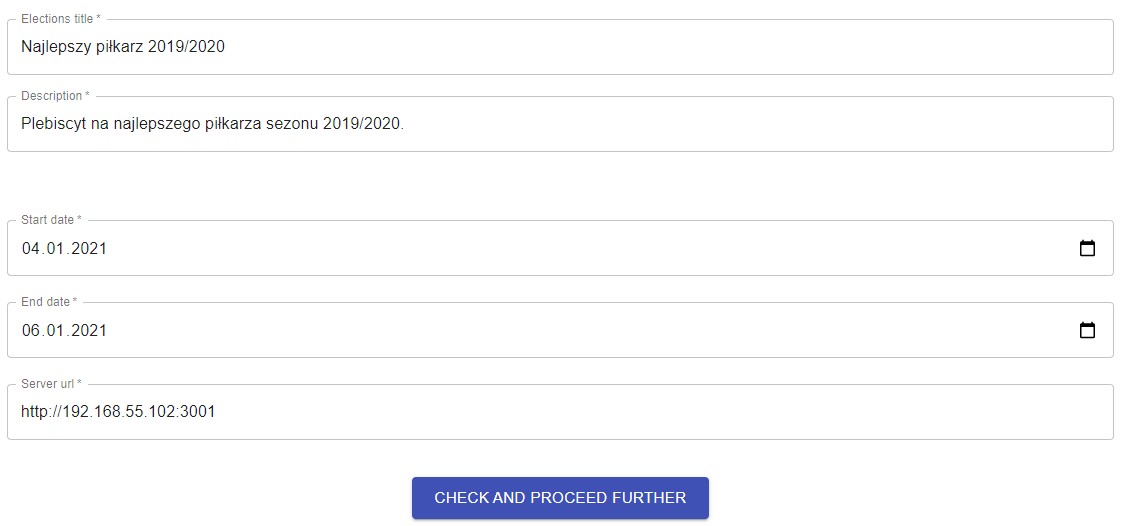 Elections title *
Najlepszy piłkarz 2019/2020
Description *
Plebiscyt na najlepszego piłkarza sezonu 2019/2020.
Start date *
04.01.2021
End date *
06.01.2021
Server url *
http://192.168.55.102:3001
CHECK AND PROCEED FURTHER